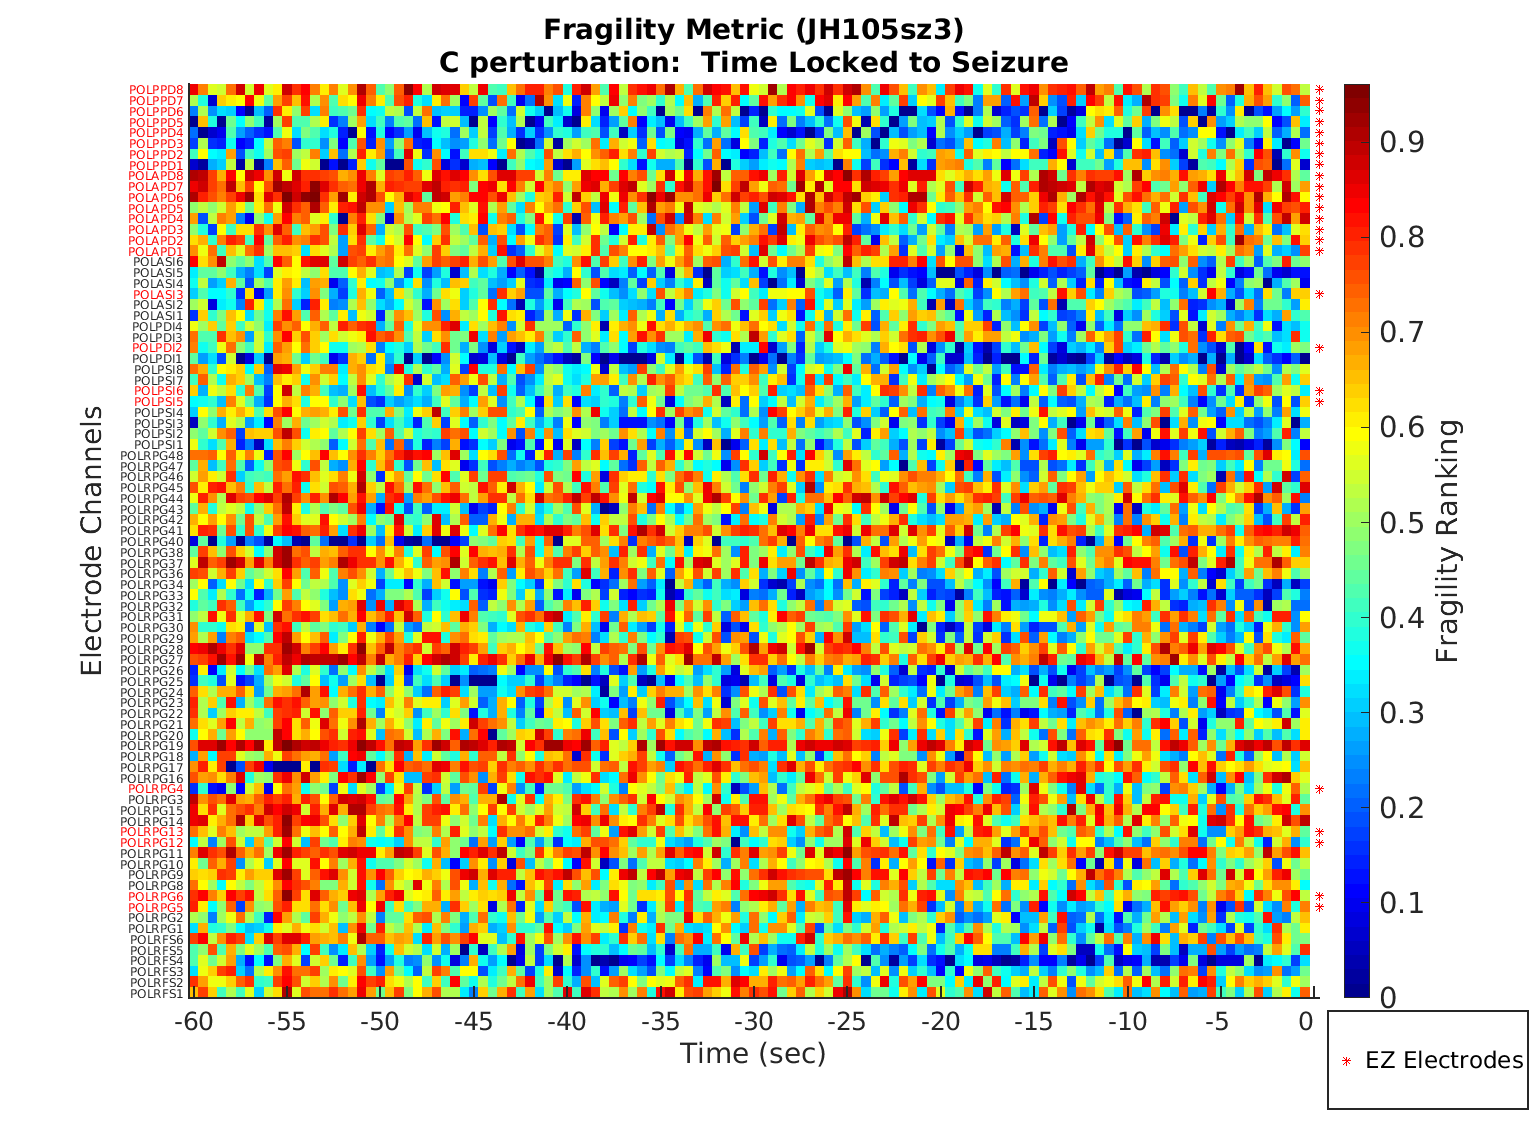 Fragility Metric (JH105sz3)
C perturbation:  Time Locked to Seizure
Electrode Channels
POLPPD8
POLPPD7
POLPPD6
POLPPD5
POLPPD4
POLPPD3
POLPPD2
POLPPD1
POLAPD8
POLAPD7
POLAPD6
POLAPD5
POLAPD4
POLAPD3
POLAPD2
POLAPD1
POLASI6
POLASI5
POLASI4
POLASI3
POLASI2
POLASI1
POLPDI4
POLPDI3
POLPDI2
POLPDI1
POLPSI8
POLPSI7
POLPSI6
POLPSI5
POLPSI4
POLPSI3
POLPSI2
POLPSI1
POLRPG48
POLRPG47
POLRPG46
POLRPG45
POLRPG44
POLRPG43
POLRPG42
POLRPG41
POLRPG40
POLRPG38
POLRPG37
POLRPG36
POLRPG34
POLRPG33
POLRPG32
POLRPG31
POLRPG30
POLRPG29
POLRPG28
POLRPG27
POLRPG26
POLRPG25
POLRPG24
POLRPG23
POLRPG22
POLRPG21
POLRPG20
POLRPG19
POLRPG18
POLRPG17
POLRPG16
POLRPG4
POLRPG3
POLRPG15
POLRPG14
POLRPG13
POLRPG12
POLRPG11
POLRPG10
POLRPG9
POLRPG8
POLRPG6
POLRPG5
POLRPG2
POLRPG1
POLRFS6
POLRFS5
POLRFS4
POLRFS3
POLRFS2
POLRFS1
-60 -55 -50 -45 -40 -35 -30 -25 -20 -15 -10 -5 0
Time (sec)
0.9
0.8
0.7
0.6
0.5
0.4
0.3
0.2
0.1
0
Fragility Ranking
EZ Electrodes